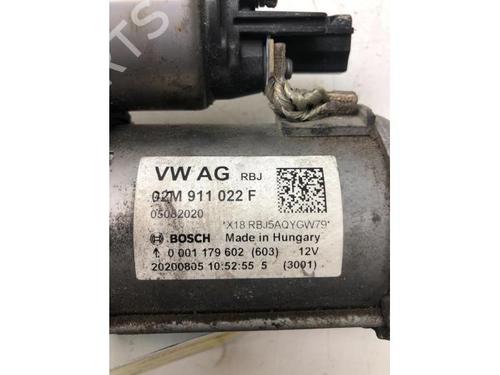 PARTS
VW AG RBJ
02M 911 022 F
05082020
*X18 RBJ5AQYGW79*
BOSCH Made in Hungary
0 001 179 602 (603) 12V
20200805 10:52:55 5 (3001)